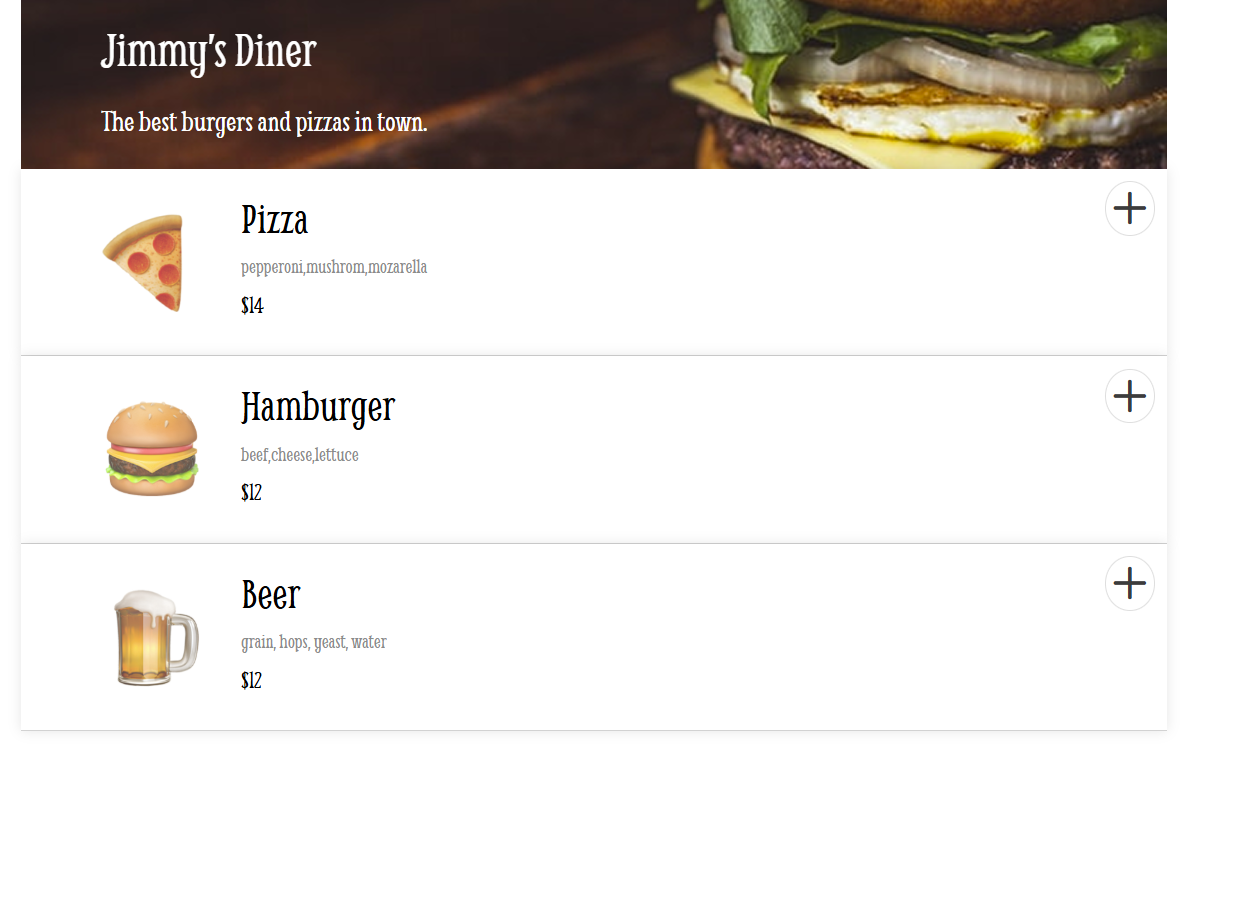 Jimmy's Diner
The best burgers and pizzas in town.
Pizza
pepperoni,mushrom,mozarella
$14
Hamburger
beef,cheese,lettuce
$12
Beer
grain, hops, yeast, water
$12